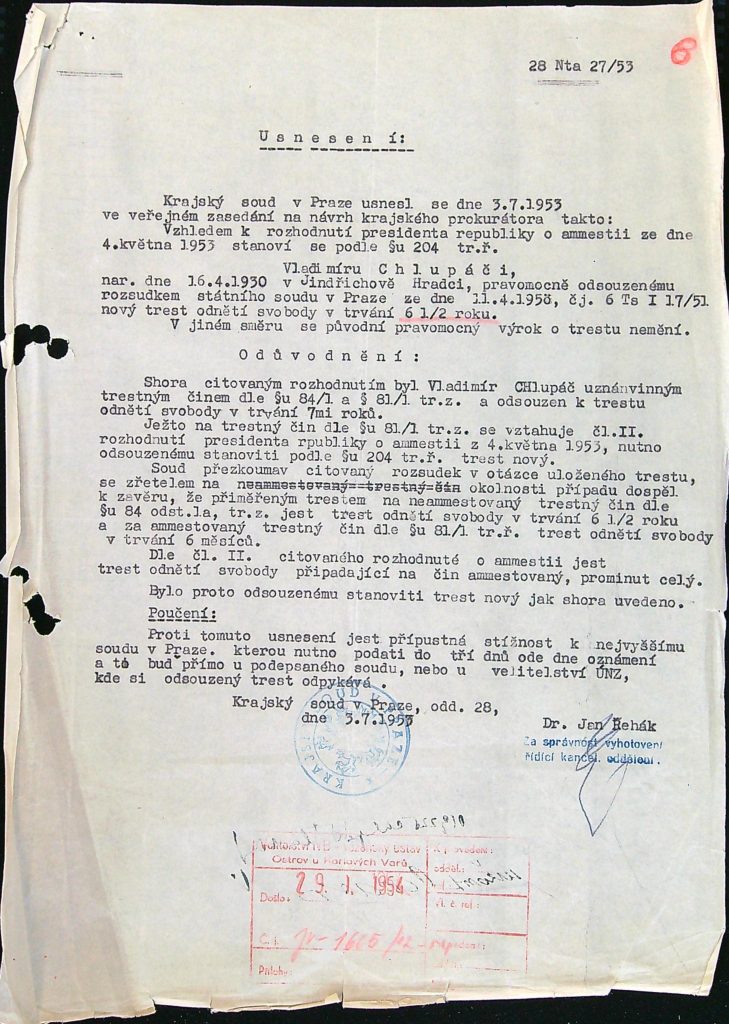 6
28 Nta 27/53
U s n e s e n í:
Krajský soud v Praze usnesl se dne 3.7.1953
ve veřejném zasedání na návrh krajského prokurátora takto:
Vzhledem k rozhodnutí presidenta republiky o ammestii ze dne
4.května 1953 stanoví se podle §u 204 tr.ř.
Vladimíru C h l u p á č i,
nar. dne 16.4.1930 v Jindřichově Hradci, pravomocně odsouzenému
rozsudkem státního soudu v Praze ze dne 11.4.1958, čj. 6 Ts I 17/51
nový trest odnětí svobody v trvání 6 1/2 roku.
V jiném směru se původní pravomocný výrok o trestu nemění.
O d ů v o d n ě n í :
Shora citovaným rozhodnutím byl Vladimír CHlupáč uznánvinným
trestným činem dle §u 84/1 a § 81/1 tr.z. a odsouzen k trestu
odnětí svobody v trvání 7mi roků.
Ježto na trestný čin dle §u 81/1 tr.z. se vztahuje čl.II.
rozhodnutí presidenta rpubliky o ammestii z 4.května 1953, nutno
odsouzenému stanoviti podle §u 204 tr.ř. trest nový.
Soud přezkoumav citovaný rozsudek v otázce uloženého trestu,
se zřetelem na neammestovaný trestný čin okolnosti případu dospěl
k závěru, že přiměřeným trestem na neammestovaný trestný čin dle
§u 84 odst.1a, tr.z. jest trest odnětí svobody v trvání 6 1/2 roku
a za ammestovaný trestný čin dle §u 81/1 tr.ř. trest odnětí svobody
v trvání 6 měsíců.
Dle čl. II. citovaného rozhodnuté o ammestii jest
trest odnětí svobody připadající na čin ammestovaný, prominut celý.
Bylo proto odsouzenému stanoviti trest nový jak shora uvedeno.
Poučení:
Proti tomuto usnesení jest přípustná stížnost k nejvyššímu
soudu v Praze. kterou nutno podati do tří dnů ode dne oznámení
a to buď přímo u podepsaného soudu, nebo u velitelství ÚNZ,
kde si odsouzený trest odpykává .
Krajský soud v Praze, odd. 28,
dne 3.7.1953
Dr. Jan Řehák
Za správnost vyhotovení
řídící kancel. oddělení.
KRAJSKÝ SOUD V PRAZE
Ostrov u Karlových Varů
K provedení:
odděl.
Došlo: 29. 1. 1954
Č. j.
Přílohy: